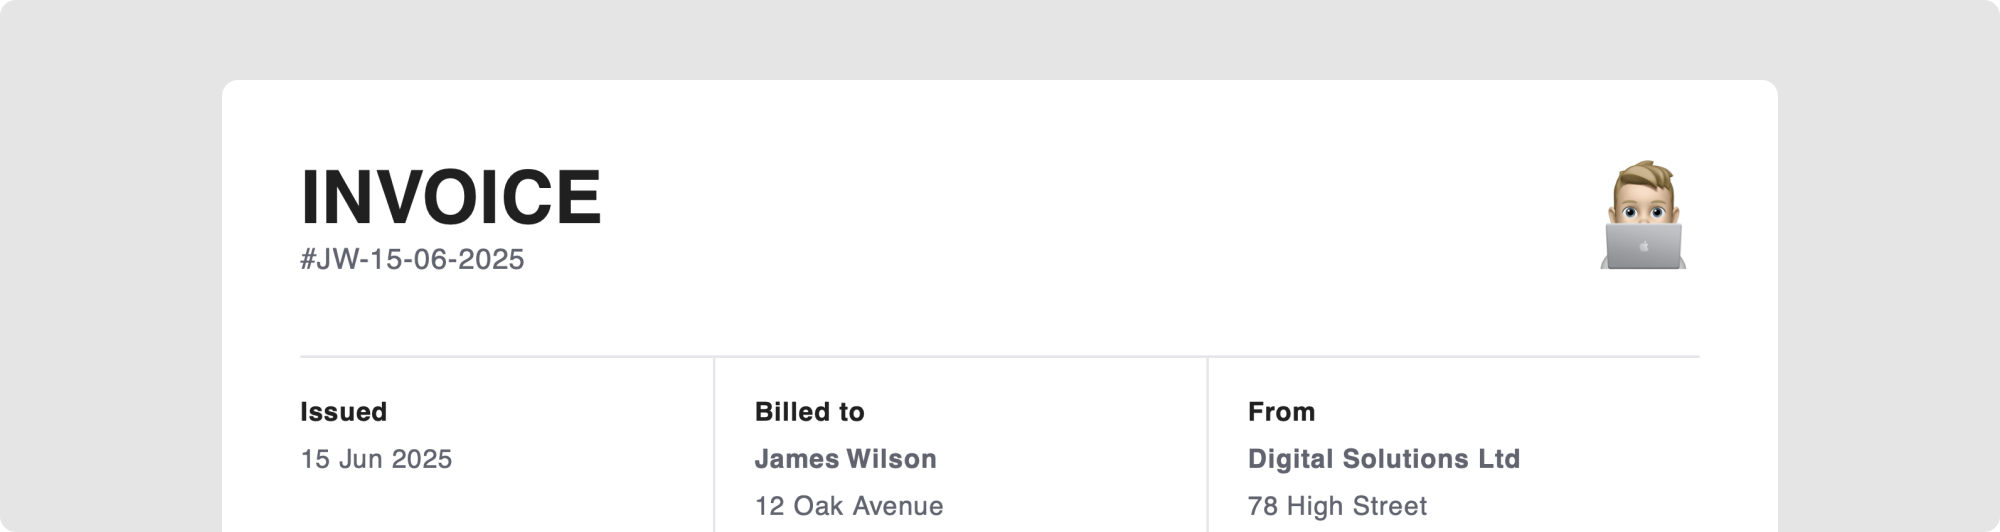 INVOICE
#JW-15-06-2025
Issued
15 Jun 2025
Billed to
James Wilson
12 Oak Avenue
From
Digital Solutions Ltd
78 High Street